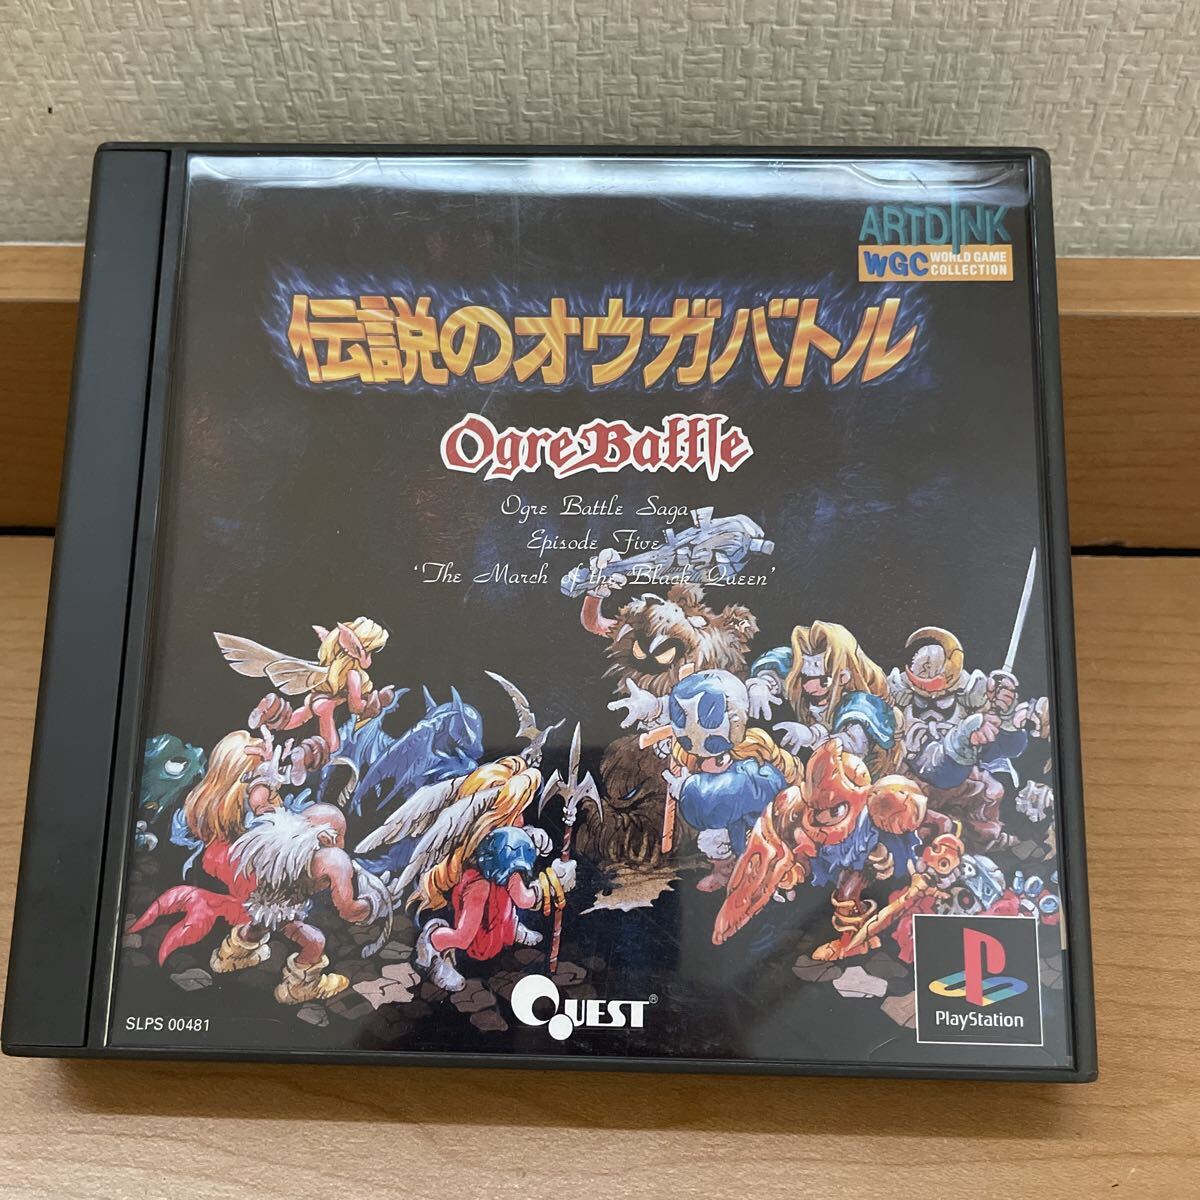 ARTDINK
WGC WORLD GAME COLLECTION
伝説のオウガバトル
Ogre Battle
Ogre Battle Saga
Episode Five
'The March of the Black Queen'
QUEST®
SLPS 00481
PlayStation